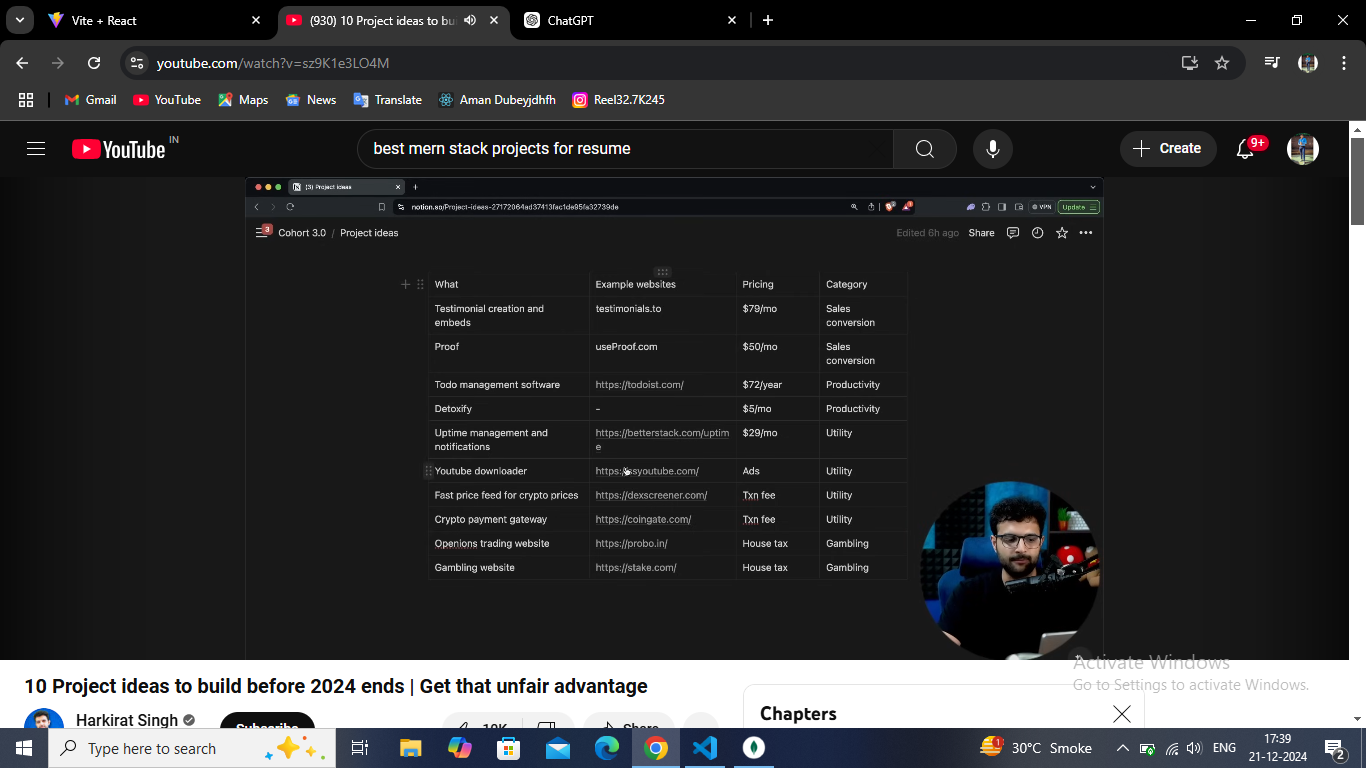 Vite + React
(930) 10 Project ideas to bu
ChatGPT
youtube.com/watch?v=sz9K1e3LO4M
Gmail
YouTube
Maps
News
Translate
Aman Dubeyjdhfh
Reel32.7K245
YouTube IN
best mern stack projects for resume
Create
9+
(3) Project ideas
notion.so/Project-ideas-27172064ad37413fac1de95fa32739de
VPN
Update
3
Cohort 3.0 / Project ideas
Edited 6h ago Share
What Example websites Pricing Category
Testimonial creation and embeds testimonials.to $79/mo Sales conversion
Proof useProof.com $50/mo Sales conversion
Todo management software https://todoist.com/ $72/year Productivity
Detoxify - $5/mo Productivity
Uptime management and notifications https://betterstack.com/uptime $29/mo Utility
Youtube downloader https://ssyoutube.com/ Ads Utility
Fast price feed for crypto prices https://dexscreener.com/ Txn fee Utility
Crypto payment gateway https://coingate.com/ Txn fee Utility
Openions trading website https://probo.in/ House tax Gambling
Gambling website https://stake.com/ House tax Gambling
Activate Windows
Go to Settings to activate Windows.
10 Project ideas to build before 2024 ends | Get that unfair advantage
Harkirat Singh
Subscribe
10K
Share
Chapters
Type here to search
1
30°C Smoke
ENG
17:39
21-12-2024
2